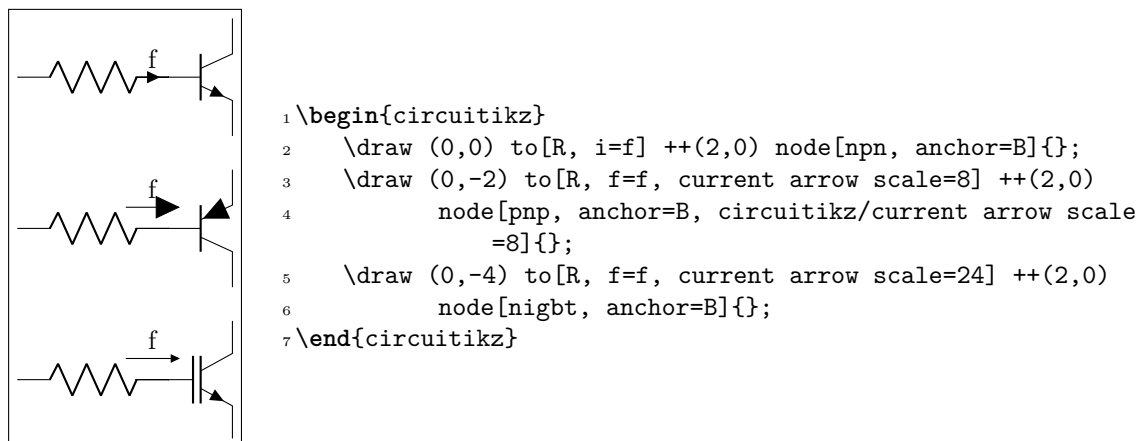 f
f
f
1 \begin{circuitikz}
2 \draw (0,0) to[R, i=f] ++(2,0) node[npn, anchor=B]{};
3 \draw (0,-2) to[R, f=f, current arrow scale=8] ++(2,0)
4 node[pnp, anchor=B, circuitikz/current arrow scale
=8]{};
5 \draw (0,-4) to[R, f=f, current arrow scale=24] ++(2,0)
6 node[nigbt, anchor=B]{};
7 \end{circuitikz}